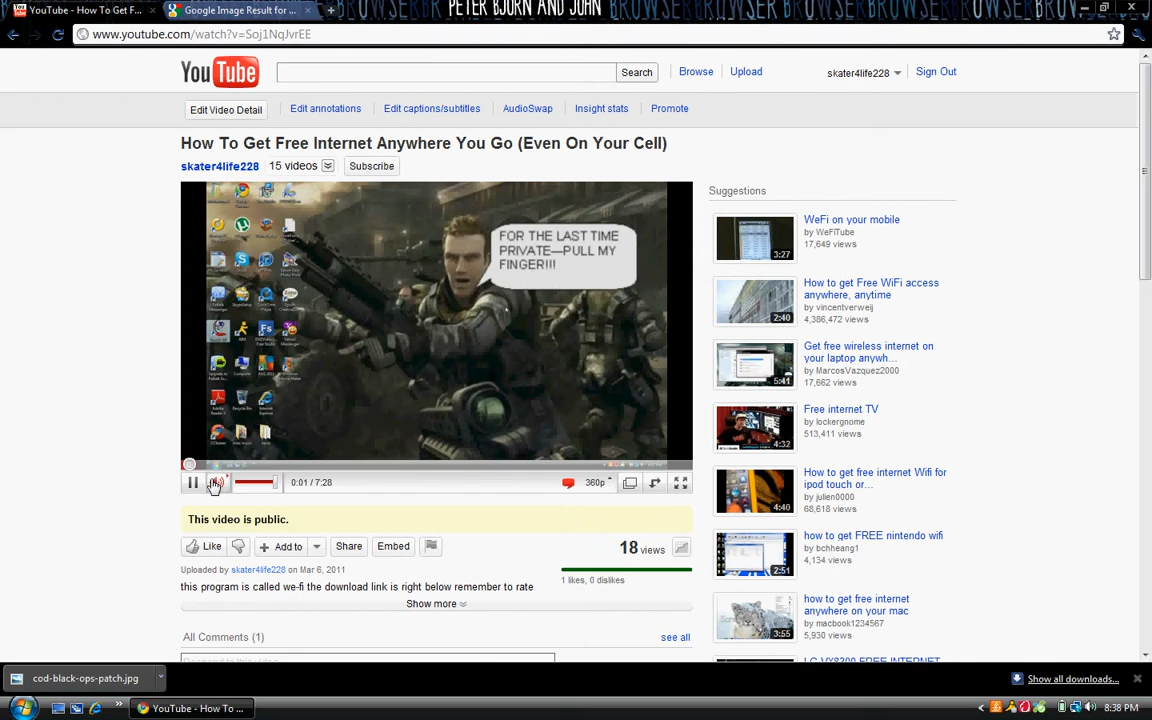 PETER BJORN AND JOHN
YouTube - How To Get F...
Google Image Result for ...
www.youtube.com/watch?v=Soj1NqJvrEE
YouTube
Search
Browse
Upload
skater4life228
Sign Out
Edit Video Detail
Edit annotations
Edit captions/subtitles
AudioSwap
Insight stats
Promote
How To Get Free Internet Anywhere You Go (Even On Your Cell)
skater4life228
15 videos
Subscribe
FOR THE LAST TIME
PRIVATE—PULL MY
FINGER!!!
0:01 / 7:28
360p
This video is public.
Like
Add to
Share
Embed
18 views
Uploaded by skater4life228 on Mar 6, 2011
1 likes, 0 dislikes
this program is called we-fi the download link is right below remember to rate
Show more
All Comments (1)
see all
Suggestions
WeFi on your mobile
by WeFiTube
17,649 views
3:27
How to get Free WiFi access
anywhere, anytime
by vincentverweij
4,386,472 views
2:40
Get free wireless internet on
your laptop anywh...
by MarcosVazquez2000
17,662 views
5:41
Free internet TV
by lockergnome
513,411 views
4:32
How to get free internet Wifi for
ipod touch or...
by julien0000
68,618 views
4:40
how to get FREE nintendo wifi
by bchheang1
4,134 views
2:51
how to get free internet
anywhere on your mac
by macbook1234567
5,930 views
3:55
LG VX8300 FREE INTERNET
cod-black-ops-patch.jpg
Show all downloads...
YouTube - How To ...
8:38 PM